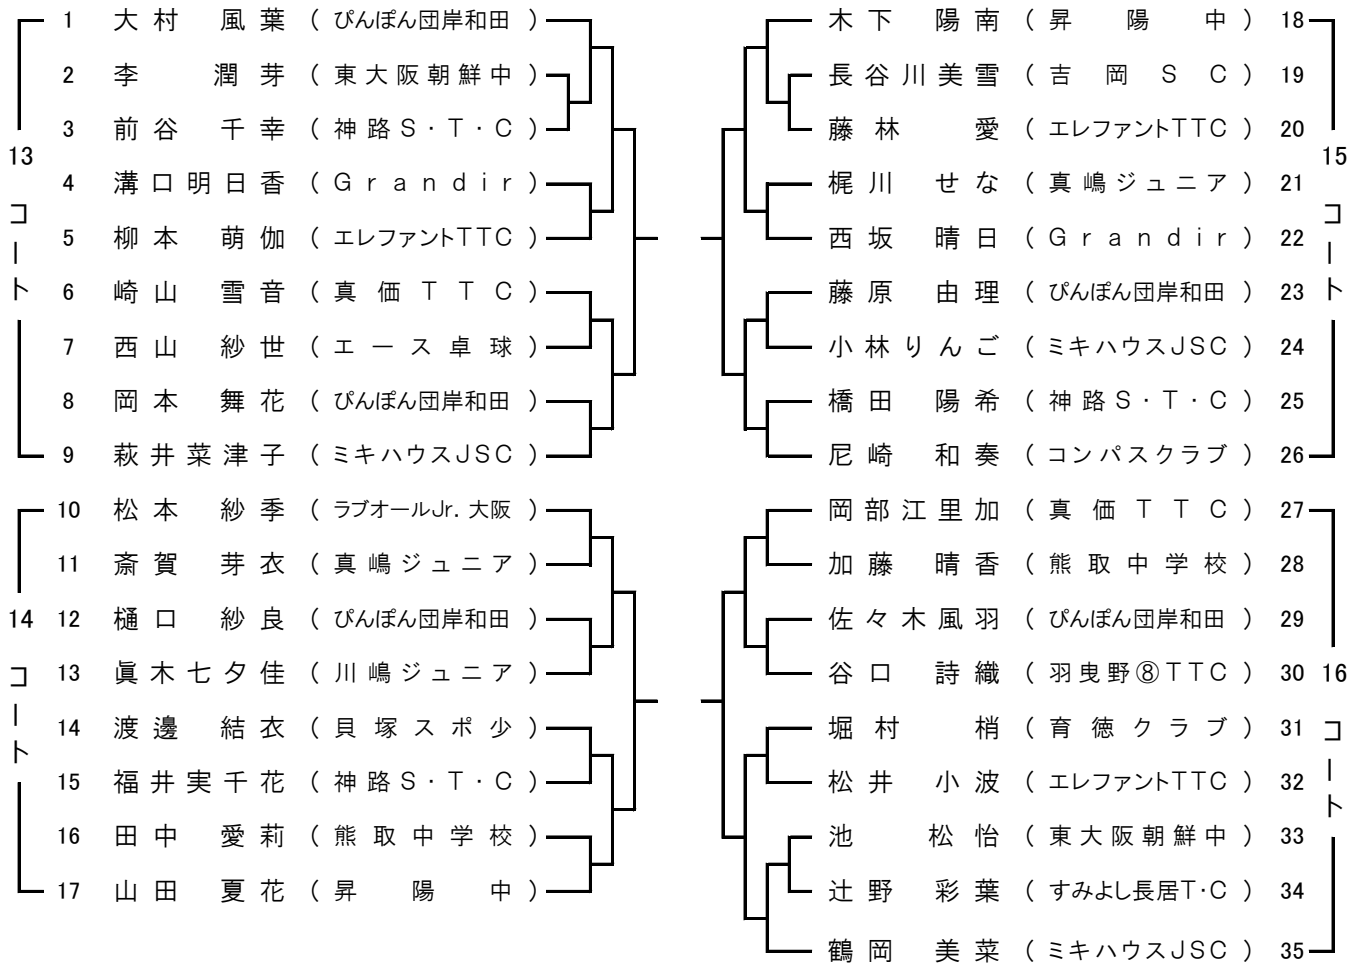 1 大村 風葉 ( ぴんぽん団岸和田 )
2 李 潤芽 ( 東大阪朝鮮中 )
3 前谷 千幸 ( 神路S・T・C )
13コート
4 溝口明日香 ( Grandir )
5 柳本 萌伽 ( エレファントTTC )
6 崎山 雪音 ( 真価TTC )
7 西山 紗世 ( エース卓球 )
8 岡本 舞花 ( ぴんぽん団岸和田 )
9 萩井菜津子 ( ミキハウスJSC )
10 松本 紗季 ( ラブオールJr. 大阪 )
11 斎賀 芽衣 ( 真嶋ジュニア )
14コート
12 樋口 紗良 ( ぴんぽん団岸和田 )
13 眞木七夕佳 ( 川嶋ジュニア )
14 渡邊 結衣 ( 貝塚スポ少 )
15 福井実千花 ( 神路S・T・C )
16 田中 愛莉 ( 熊取中学校 )
17 山田 夏花 ( 昇陽中 )
木下 陽南 ( 昇陽中 ) 18
長谷川美雪 ( 吉岡SC ) 19
藤林 愛 ( エレファントTTC ) 20
15コート
梶川 せな ( 真嶋ジュニア ) 21
西坂 晴日 ( Grandir ) 22
藤原 由理 ( ぴんぽん団岸和田 ) 23
小林りんご ( ミキハウスJSC ) 24
橋田 陽希 ( 神路S・T・C ) 25
尼崎 和奏 ( コンパスクラブ ) 26
岡部江里加 ( 真価TTC ) 27
加藤 晴香 ( 熊取中学校 ) 28
佐々木風羽 ( ぴんぽん団岸和田 ) 29
谷口 詩織 ( 羽曳野⑧TTC ) 30
16コート
堀村 梢 ( 育徳クラブ ) 31
松井 小波 ( エレファントTTC ) 32
池 松怡 ( 東大阪朝鮮中 ) 33
辻野 彩葉 ( すみよし長居T・C ) 34
鶴岡 美菜 ( ミキハウスJSC ) 35